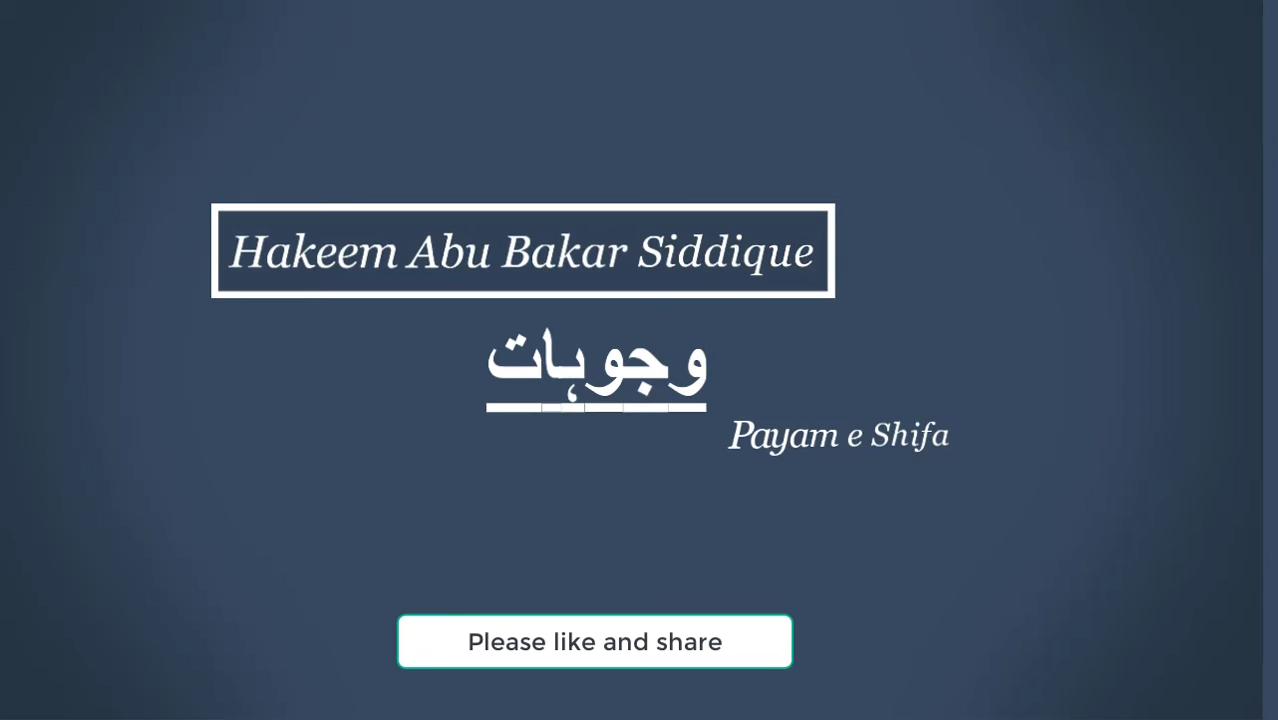 Hakeem Abu Bakar Siddique
وجوہات
Payam e Shifa
Please like and share